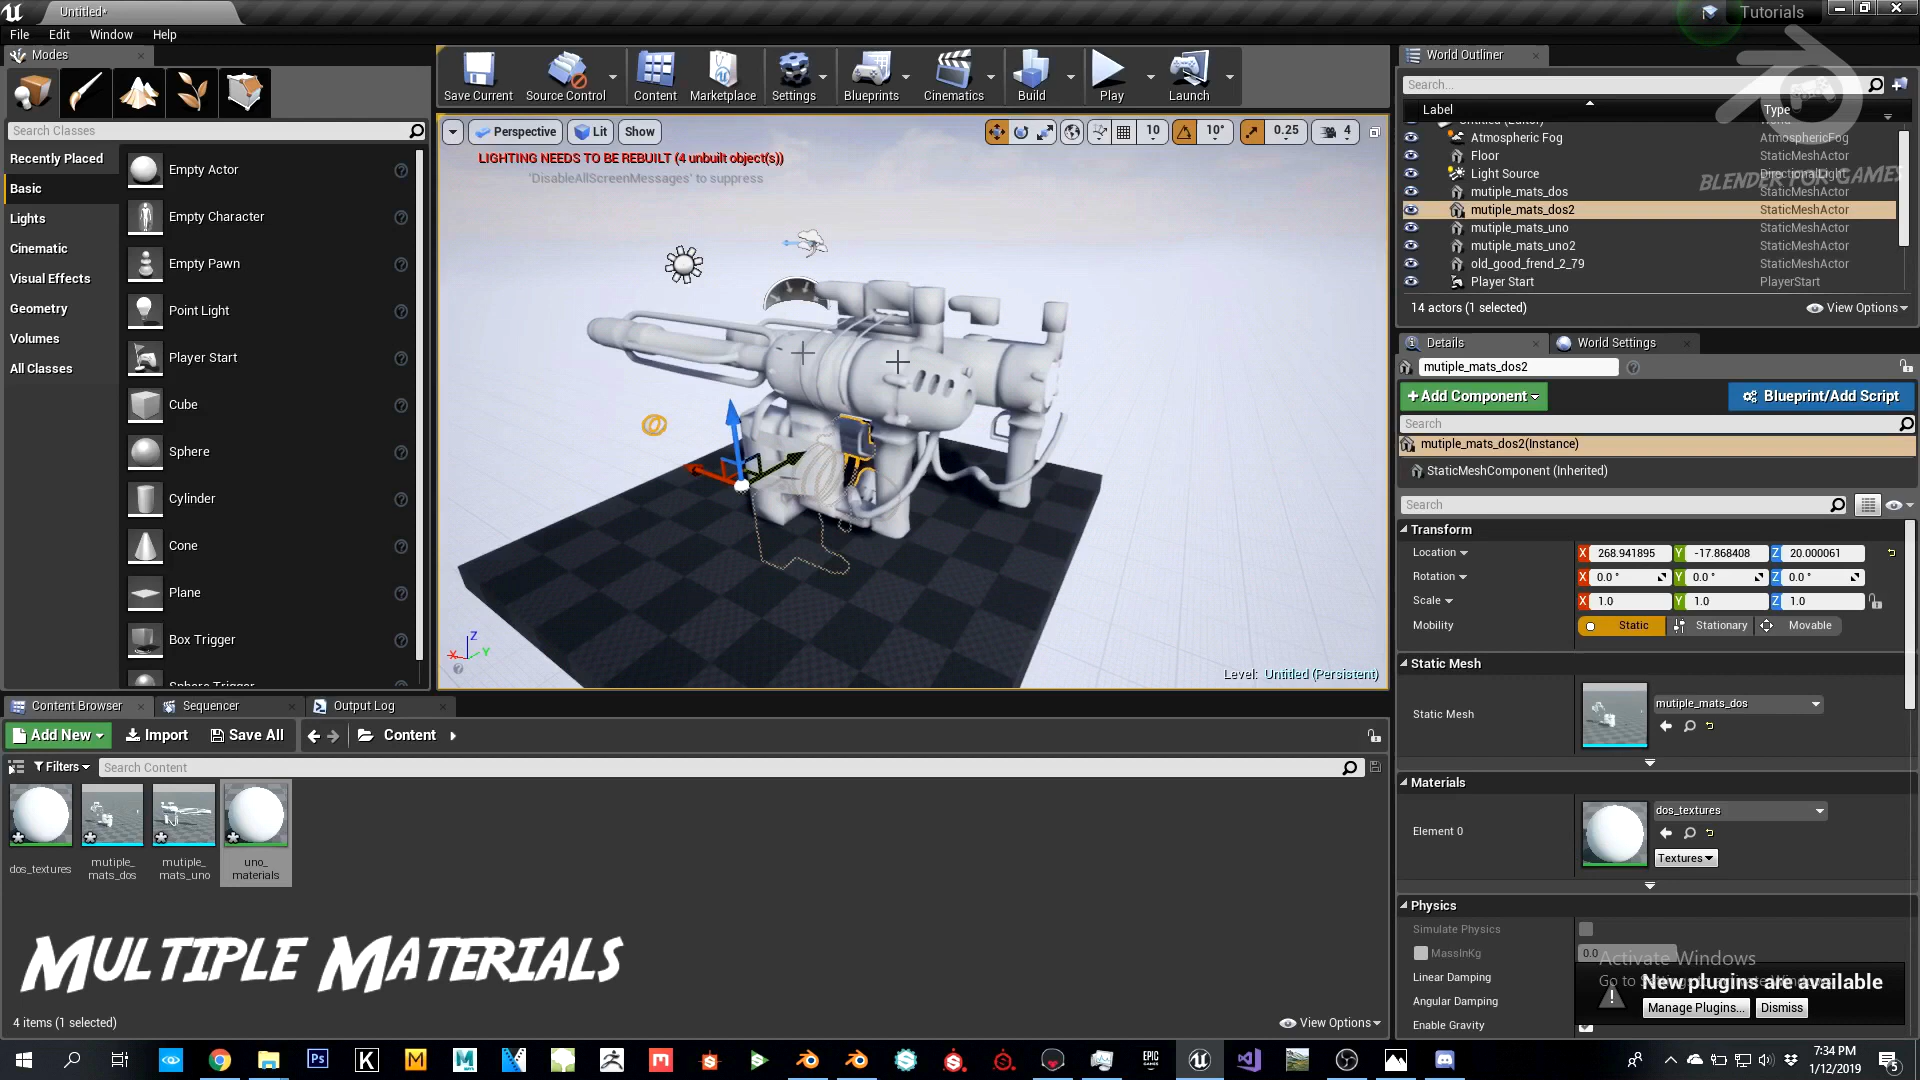 Untitled*
Tutorials
File Edit Window Help
Modes
Search Classes
Recently Placed
Basic
Lights
Cinematic
Visual Effects
Geometry
Volumes
All Classes
Empty Actor
Empty Character
Empty Pawn
Point Light
Player Start
Cube
Sphere
Cylinder
Cone
Plane
Box Trigger
Sphere Trigger
Save Current Source Control Content Marketplace Settings Blueprints Cinematics Build Play Launch
Perspective Lit Show 10 10° 0.25 4
LIGHTING NEEDS TO BE REBUILT (4 unbuilt object(s))
'DisableAllScreenMessages' to suppress
Z
X Y
Level: Untitled (Persistent)
World Outliner
Search...
Label Type
Untitled (Editor) World
Atmospheric Fog AtmosphericFog
Floor StaticMeshActor
Light Source DirectionalLight
BLENDER FOR GAMES
mutiple_mats_dos StaticMeshActor
mutiple_mats_dos2 StaticMeshActor
mutiple_mats_uno StaticMeshActor
mutiple_mats_uno2 StaticMeshActor
old_good_frend_2_79 StaticMeshActor
Player Start PlayerStart
14 actors (1 selected) View Options
Details World Settings
mutiple_mats_dos2
+Add Component Blueprint/Add Script
Search
mutiple_mats_dos2(Instance)
StaticMeshComponent (Inherited)
Search
Transform
Location X 268.941895 Y -17.868408 Z 20.000061
Rotation X 0.0 ° Y 0.0 ° Z 0.0 °
Scale X 1.0 Y 1.0 Z 1.0
Mobility Static Stationary Movable
Static Mesh
Static Mesh mutiple_mats_dos
Materials
Element 0 dos_textures
Textures
Physics
Simulate Physics
MassInKg 0.0
Linear Damping
Angular Damping
Enable Gravity
Activate Windows
New plugins are available
Manage Plugins... Dismiss
Content Browser Sequencer Output Log
Add New Import Save All Content
Filters Search Content
dos_textures
mutiple_
mats_dos
mutiple_
mats_uno
uno_
materials
MULTIPLE MATERIALS
4 items (1 selected) View Options
Ps K M M V m EPIC GAMES
7:34 PM
1/12/2019
5